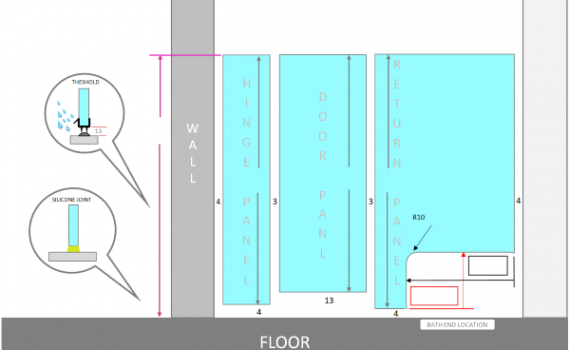 THESHOLD
13
SILICONE JOINT
WALL
4
HINGE PANEL
4
3
DOOR PANL
13
3
RETURN PANEL
4
R10
4
BATH END LOCATION
FLOOR